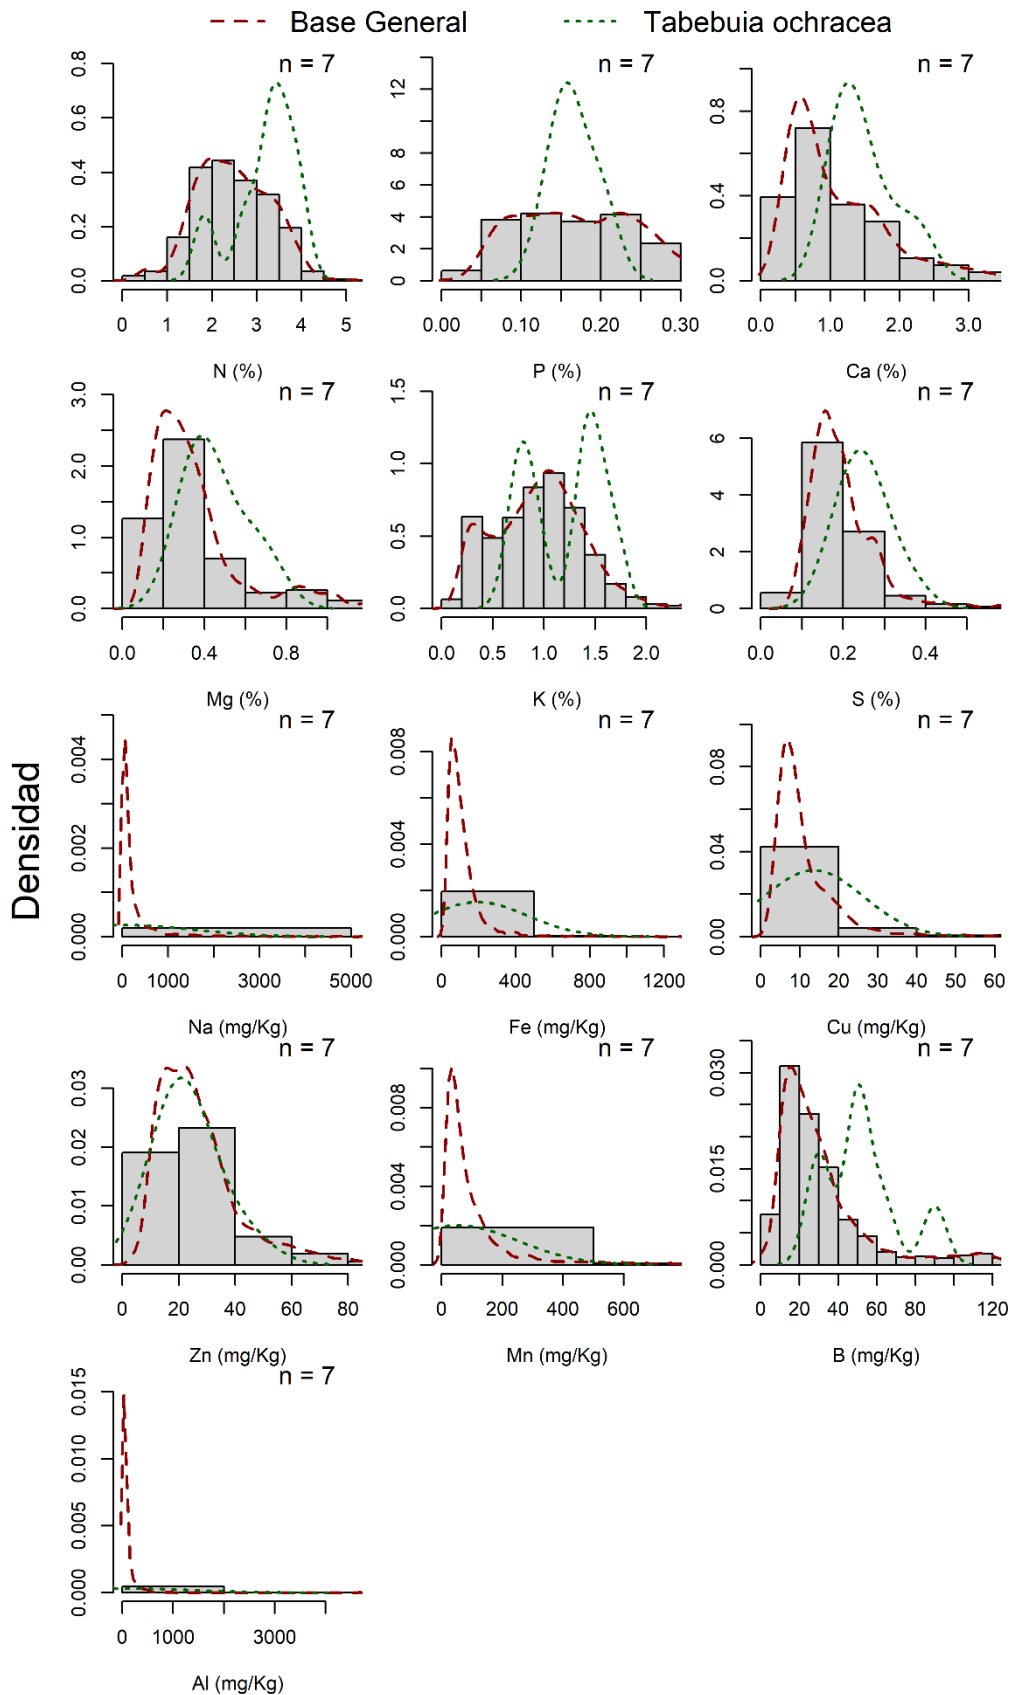 Base General Tabebuia ochracea
n = 7 n = 7 n = 7
0.0 0.2 0.4 0.6 0.8
0 2 4 6 8 12
0.0 0.4 0.8
0 1 2 3 4 5
0.00 0.10 0.20 0.30
0.0 1.0 2.0 3.0
N (%) P (%) Ca (%)
n = 7 n = 7 n = 7
0.0 1.0 2.0 3.0
0.0 0.5 1.0 1.5
0 2 4 6
0.0 0.4 0.8
0.0 0.5 1.0 1.5 2.0
0.0 0.2 0.4
Mg (%) K (%) S (%)
Densidad
n = 7 n = 7 n = 7
0.000 0.002 0.004
0.000 0.004 0.008
0.00 0.04 0.08
0 1000 3000 5000
0 400 800 1200
0 10 20 30 40 50 60
Na (mg/Kg) Fe (mg/Kg) Cu (mg/Kg)
n = 7 n = 7 n = 7
0.00 0.01 0.02 0.03
0.000 0.004 0.008
0.000 0.015 0.030
0 20 40 60 80
0 200 400 600
0 20 40 60 80 120
Zn (mg/Kg) Mn (mg/Kg) B (mg/Kg)
n = 7
0.000 0.005 0.010 0.015
0 1000 3000
Al (mg/Kg)